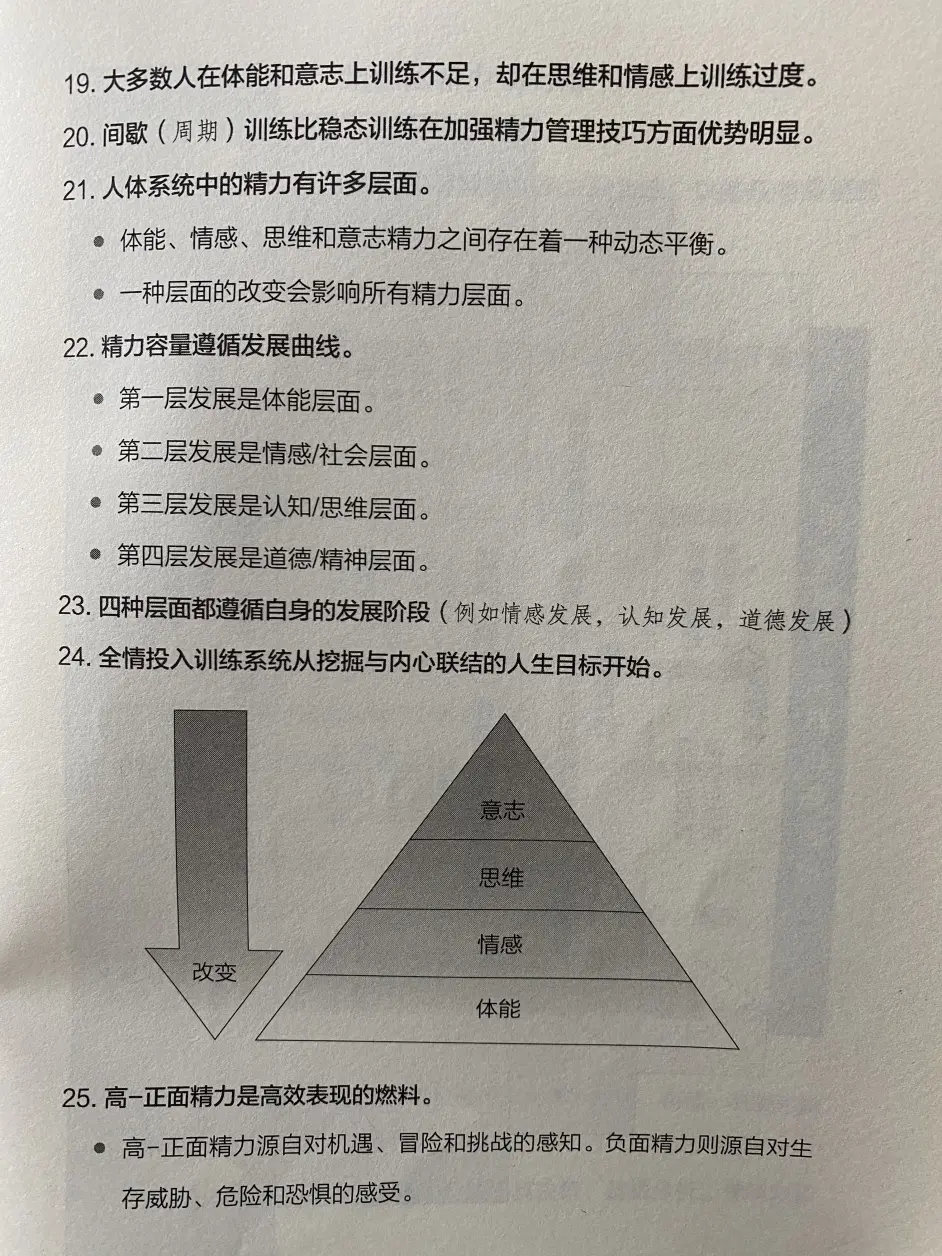 19. 大多数人在体能和意志上训练不足，却在思维和情感上训练过度。
20. 间歇（周期）训练比稳态训练在加强精力管理技巧方面优势明显。
21. 人体系统中的精力有许多层面。
● 体能、情感、思维和意志精力之间存在着一种动态平衡。
● 一种层面的改变会影响所有精力层面。
22. 精力容量遵循发展曲线。
● 第一层发展是体能层面。
● 第二层发展是情感/社会层面。
● 第三层发展是认知/思维层面。
● 第四层发展是道德/精神层面。
23. 四种层面都遵循自身的发展阶段（例如情感发展，认知发展，道德发展）
24. 全情投入训练系统从挖掘与内心联结的人生目标开始。
意志
思维
情感
改变
体能
25. 高-正面精力是高效表现的燃料。
● 高-正面精力源自对机遇、冒险和挑战的感知。负面精力则源自对生
存威胁、危险和恐惧的感受。